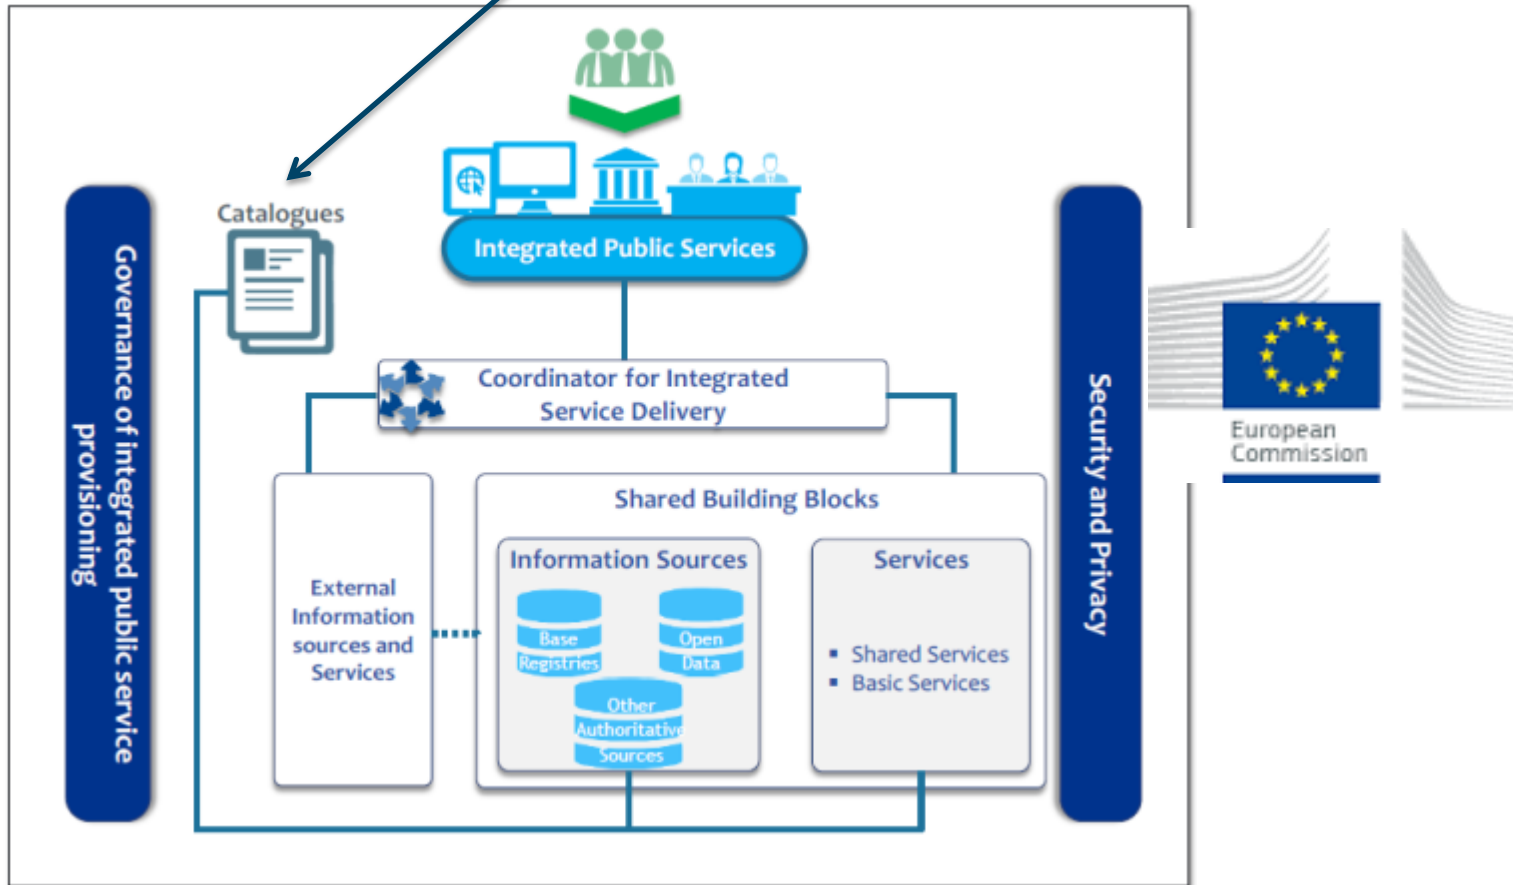 Catalogues
Integrated Public Services
Governance of integrated public service
provisioning
Coordinator for Integrated
Service Delivery
Security and Privacy
European
Commission
Shared Building Blocks
External
Information
sources and
Services
Information Sources
Base
Registries
Open
Data
Other
Authoritative
Sources
Services
▪ Shared Services
▪ Basic Services